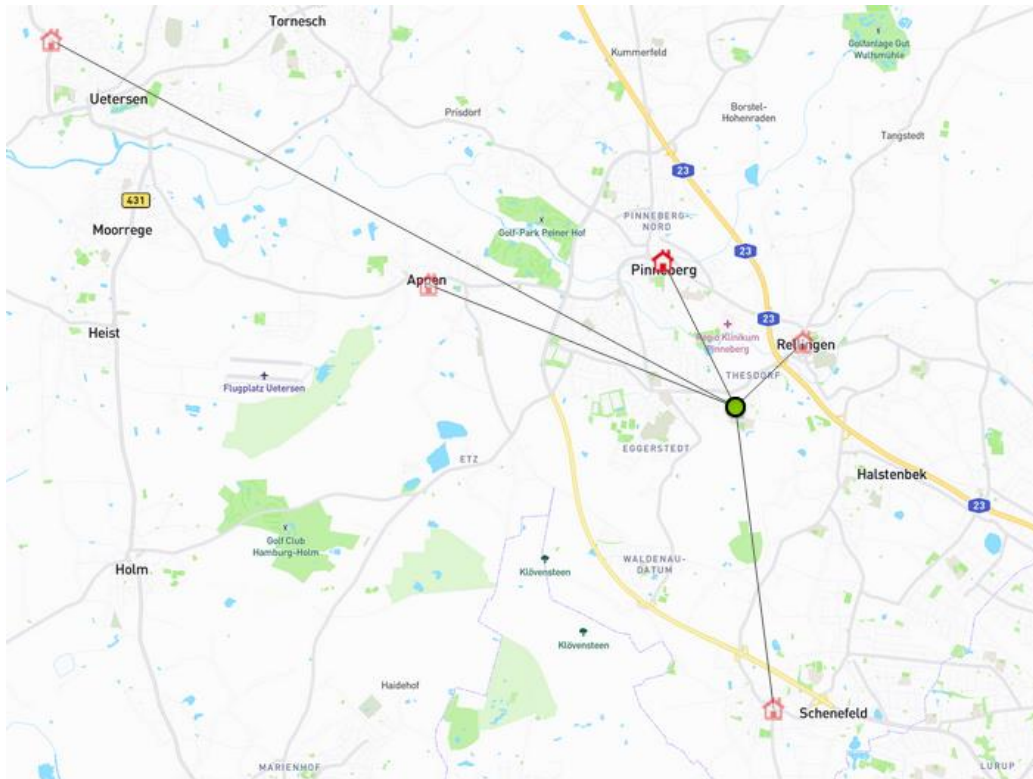 Tornesch
Golfanlage Gut
Wulfsmühle
Kummerfeld
Uetersen
Prisdorf
Borstel-
Hohenraden
Tangstedt
23
431
Moorrege
PINNEBERG-
NORD
Golf-Park Peiner Hof
23
Pinneberg
Appen
23
Heist
Regio Klinikum
Pinneberg
Rellingen
THESDORF
Flugplatz Uetersen
EGGERSTEDT
ETZ
Halstenbek
23
Golf Club
Hamburg-Holm
Holm
WALDENAU-
DATUM
Klövensteen
Klövensteen
Haidehof
Schenefeld
MARIENHOF
LURUP